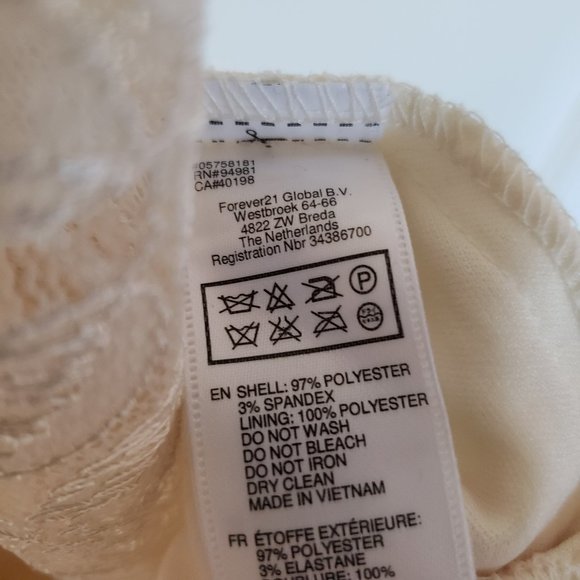 05758181
RN#94961
CA#40198
Forever21 Global B.V.
Westbroek 64-66
4822 ZW Breda
The Netherlands
Registration Nbr 34386700
P
EN SHELL: 97% POLYESTER
3% SPANDEX
LINING: 100% POLYESTER
DO NOT WASH
DO NOT BLEACH
DO NOT IRON
DRY CLEAN
MADE IN VIETNAM
FR ÉTOFFE EXTÉRIEURE:
97% POLYESTER
3% ELASTANE
100%